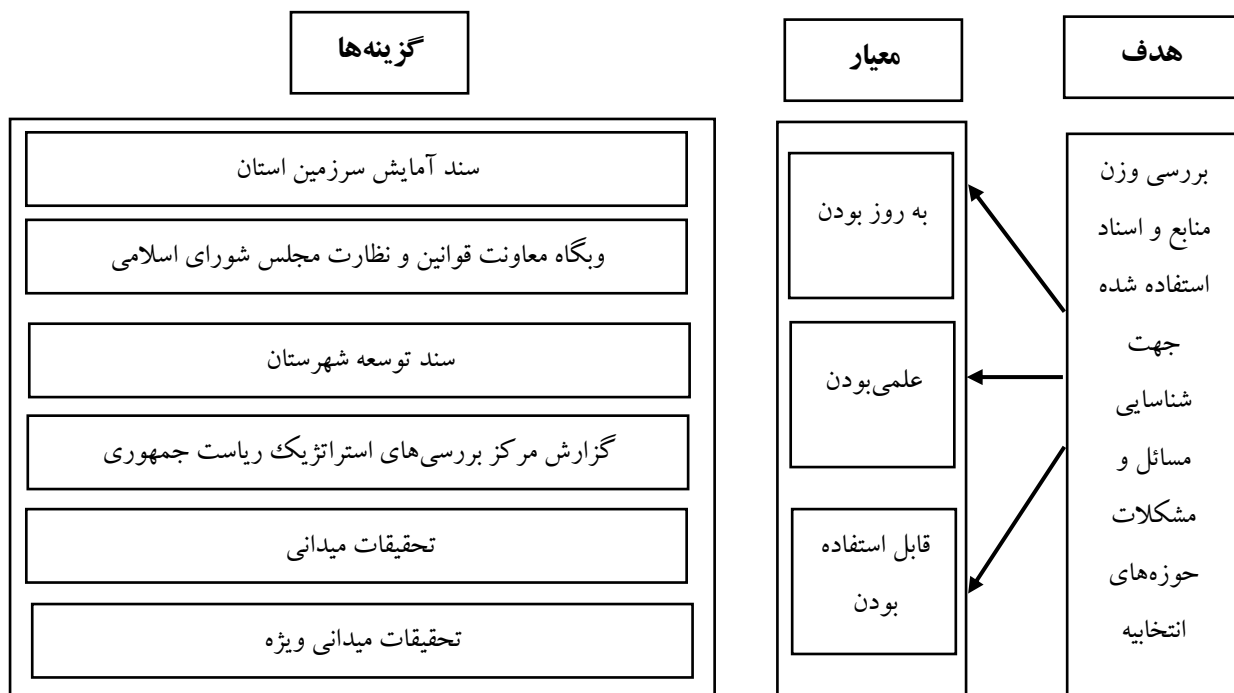 هدف
بررسی وزن
منابع و اسناد
استفاده شده
جهت
شناسایی
مسائل و
مشکلات
حوزه‌های
انتخابیه
معیار
به روز بودن
علمی‌بودن
قابل استفاده
بودن
گزینه‌ها
سند آمایش سرزمین استان
وبگاه معاونت قوانین و نظارت مجلس شورای اسلامی
سند توسعه شهرستان
گزارش مرکز بررسی‌های استراتژیک ریاست جمهوری
تحقیقات میدانی
تحقیقات میدانی ویژه